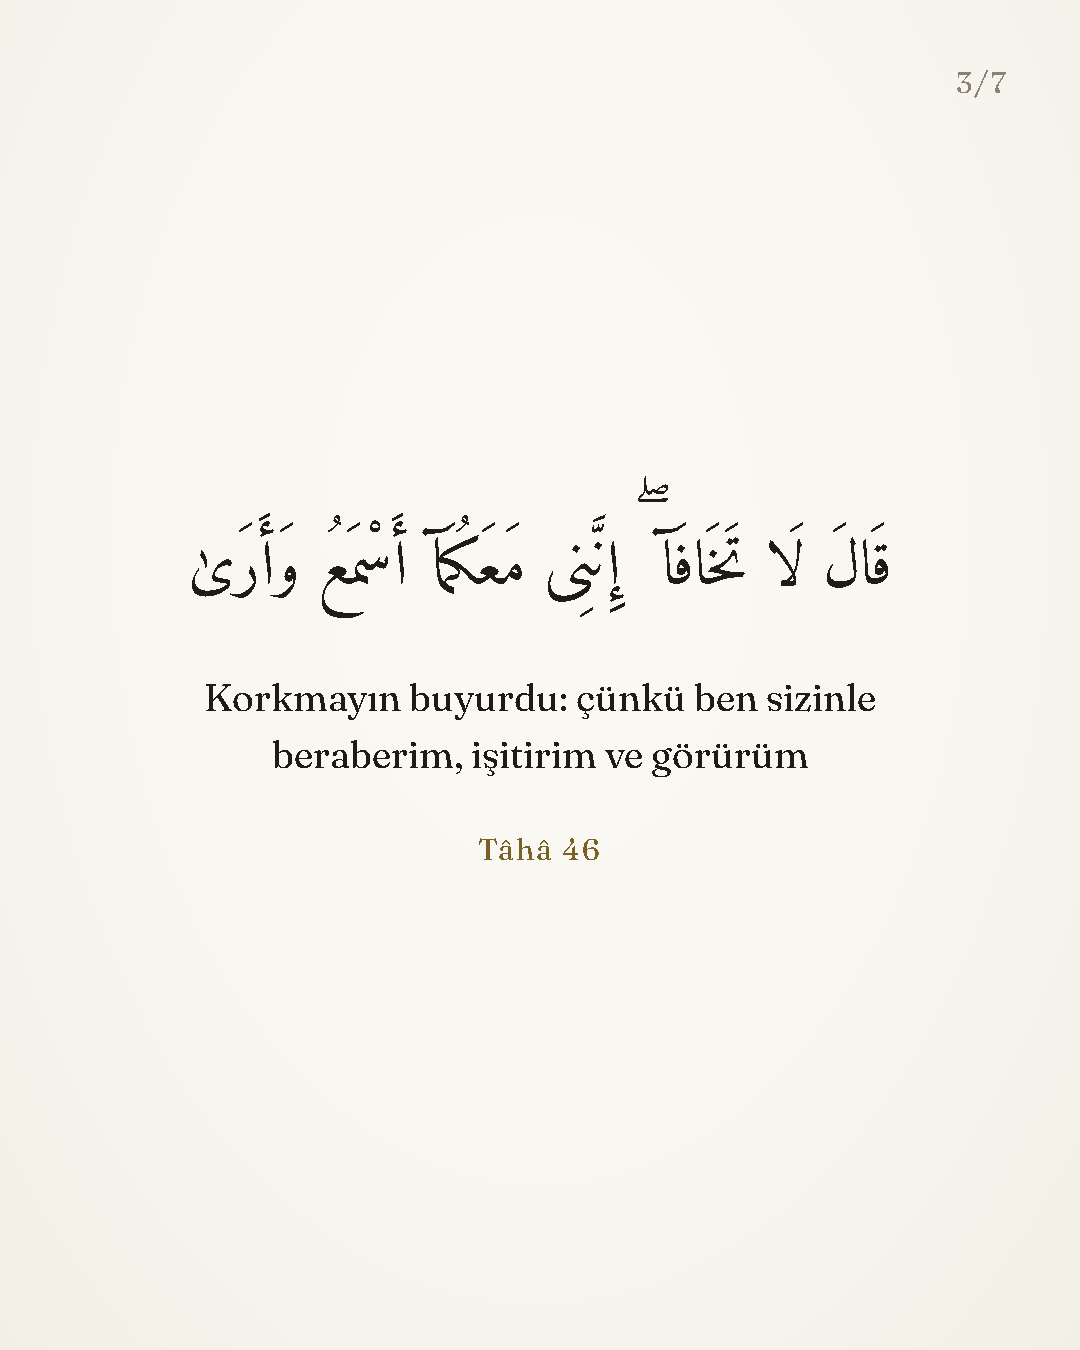 3/7
قَالَ لَا تَخَافَآ ۖ إِنَّنِى مَعَكُمَآ أَسْمَعُ وَأَرَىٰ
Korkmayın buyurdu: çünkü ben sizinle
beraberim, işitirim ve görürüm
Tâhâ 46